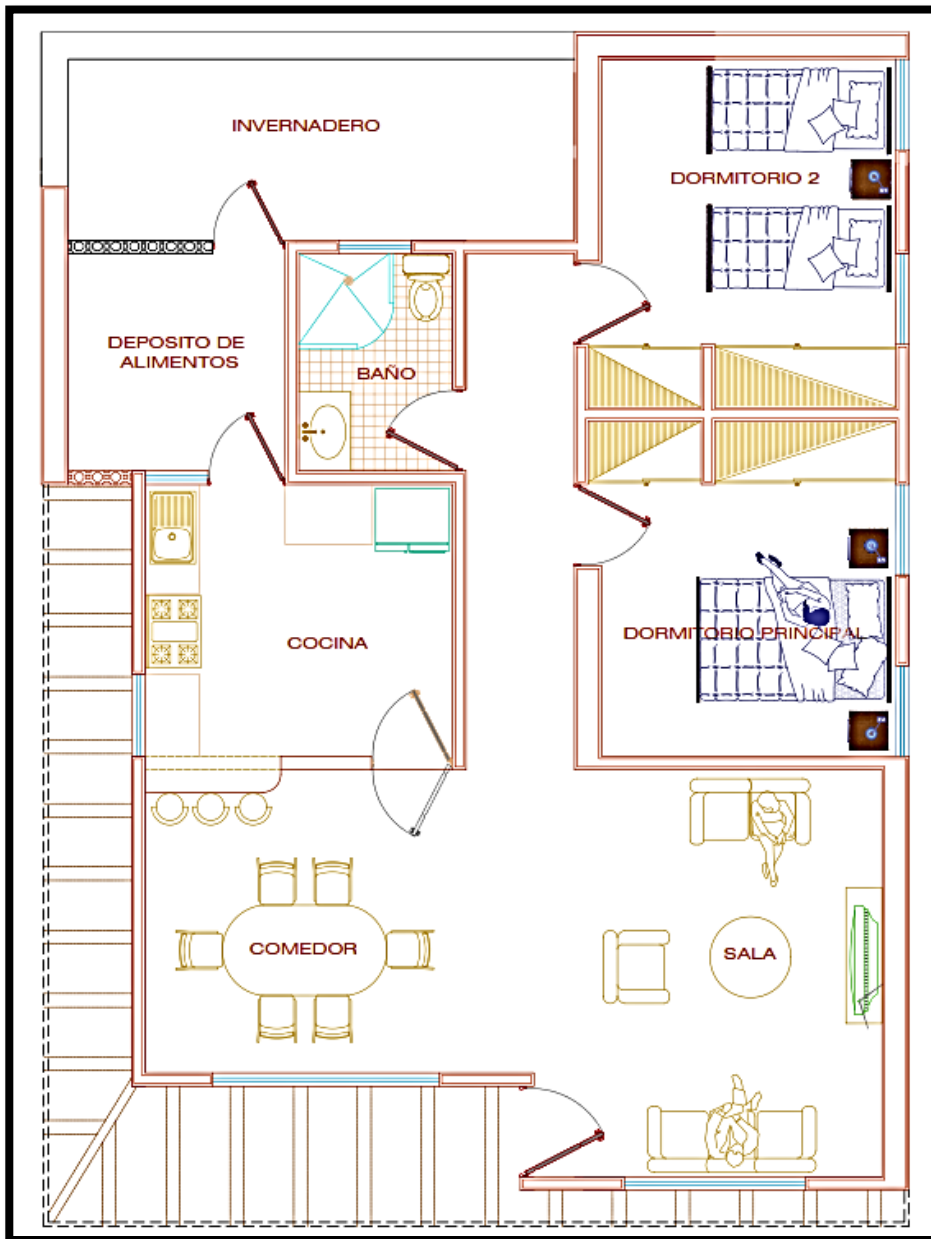 INVERNADERO
DORMITORIO 2
DEPOSITO DE
ALIMENTOS
BAÑO
COCINA
DORMITORIO PRINCIPAL
COMEDOR
SALA